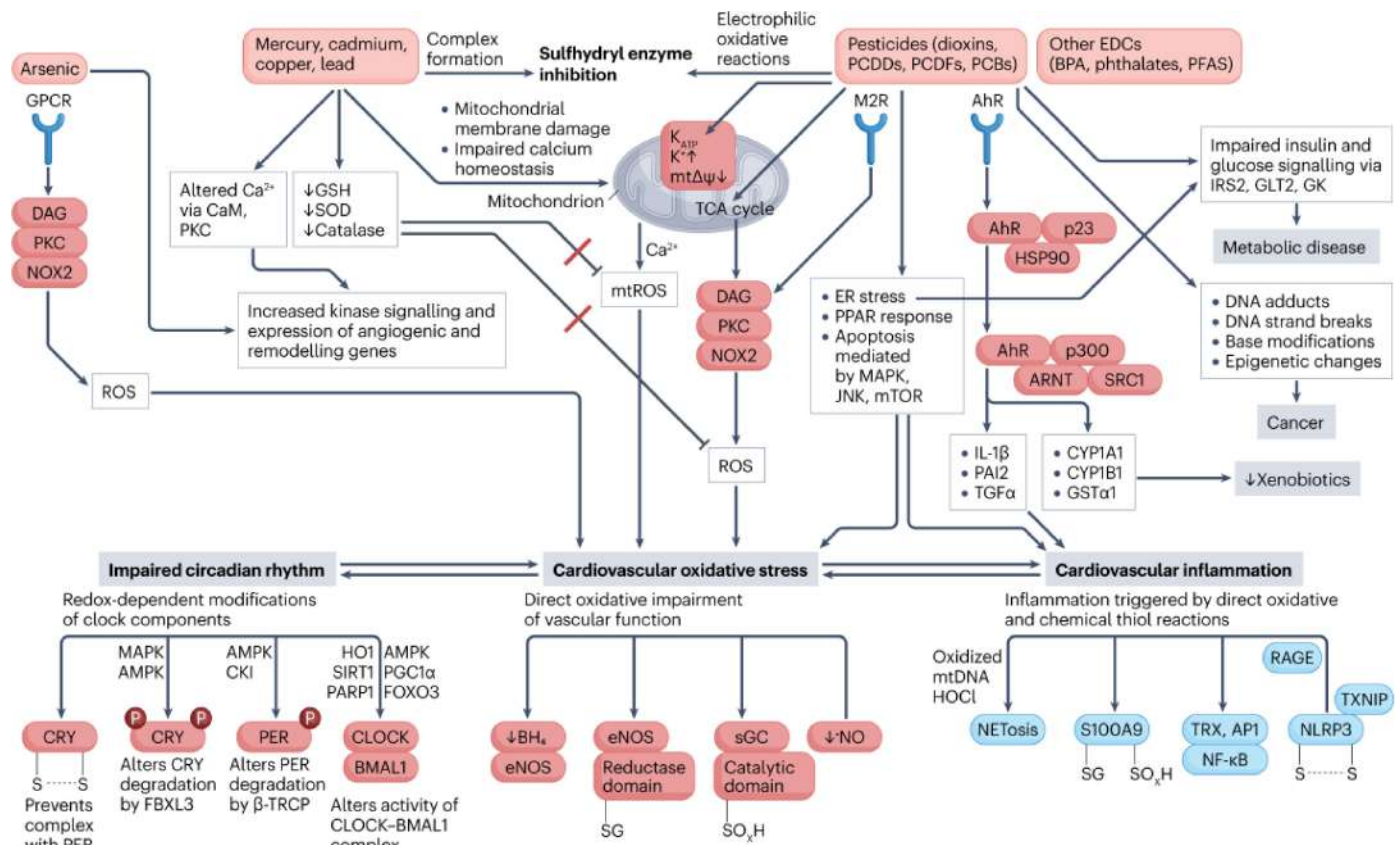 Arsenic
GPCR
DAG
PKC
NOX2
ROS
Mercury, cadmium,
copper, lead
Complex
formation
Sulfhydryl enzyme
inhibition
Electrophilic
oxidative
reactions
Pesticides (dioxins,
PCDDs, PCDFs, PCBs)
Other EDCs
(BPA, phthalates, PFAS)
• Mitochondrial
membrane damage
• Impaired calcium
homeostasis
Altered Ca²⁺
via CaM,
PKC
↓GSH
↓SOD
↓Catalase
Increased kinase signalling and
expression of angiogenic and
remodelling genes
Mitochondrion
K_ATP
K⁺↑
mtΔψ↓
TCA cycle
Ca²⁺
mtROS
M2R
DAG
PKC
NOX2
ROS
• ER stress
• PPAR response
• Apoptosis
mediated
by MAPK,
JNK, mTOR
AhR
AhR
p23
HSP90
AhR
p300
ARNT
SRC1
• IL-1β
• PAI2
• TGFα
• CYP1A1
• CYP1B1
• GSTα1
↓Xenobiotics
Impaired insulin and
glucose signalling via
IRS2, GLT2, GK
Metabolic disease
• DNA adducts
• DNA strand breaks
• Base modifications
• Epigenetic changes
Cancer
Impaired circadian rhythm
Cardiovascular oxidative stress
Cardiovascular inflammation
Redox-dependent modifications
of clock components
MAPK
AMPK
AMPK
CKI
HO1
SIRT1
PARP1
AMPK
PGC1α
FOXO3
CRY
S
S
Prevents
complex
with PER
P
P
CRY
Alters CRY
degradation
by FBXL3
P
PER
Alters PER
degradation
by β-TRCP
CLOCK
BMAL1
Alters activity of
CLOCK–BMAL1
complex
Direct oxidative impairment
of vascular function
↓BH₄
eNOS
eNOS
Reductase
domain
SG
sGC
Catalytic
domain
SOₓH
↓•NO
Inflammation triggered by direct oxidative
and chemical thiol reactions
Oxidized
mtDNA
HOCl
NETosis
S100A9
SG
SOₓH
TRX, AP1
NF-κB
RAGE
TXNIP
NLRP3
S
S